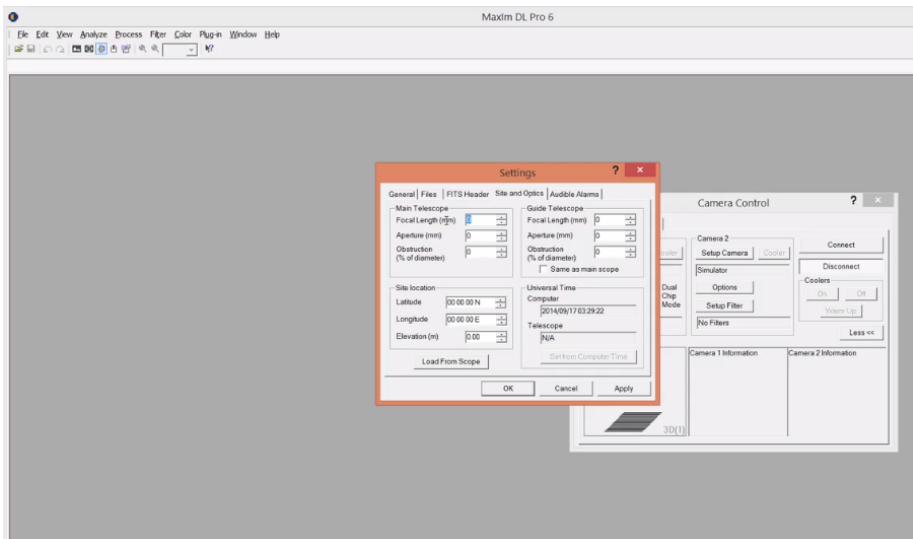 MaxIm DL Pro 6
File Edit View Analyze Process Filter Color Plug-in Window Help
Settings ? ×
General Files FITS Header Site and Optics Audible Alarms
Main Telescope
Focal Length (mm) 0
Aperture (mm) 0
Obstruction 0
(% of diameter)
Guide Telescope
Focal Length (mm) 0
Aperture (mm) 0
Obstruction 0
(% of diameter)
Same as main scope
Site location
Latitude 00 00 00 N
Longitude 00 00 00 E
Elevation (m) 0.00
Load From Scope
Universal Time
Computer
2014/09/17 03:29:22
Telescope
N/A
Set from Computer Time
OK Cancel Apply
Camera Control ? ×
Camera 2
Setup Camera Cooler
Simulator
Options
Setup Filter
No Filters
Dual
Chip
Mode
Connect
Disconnect
Coolers
On Off
Warm Up
Less <<
Camera 1 Information Camera 2 Information
3D(1)